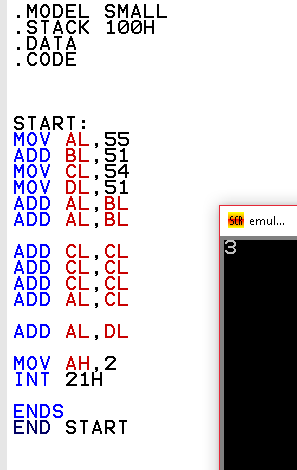 .MODEL SMALL
.STACK 100H
.DATA
.CODE
START:
MOV AL,55
ADD BL,51
MOV CL,54
MOV DL,51
ADD AL,BL
ADD AL,BL
ADD CL,CL
ADD CL,CL
ADD CL,CL
ADD AL,CL
ADD AL,DL
MOV AH,2
INT 21H
ENDS
END START
SCR emul...
3